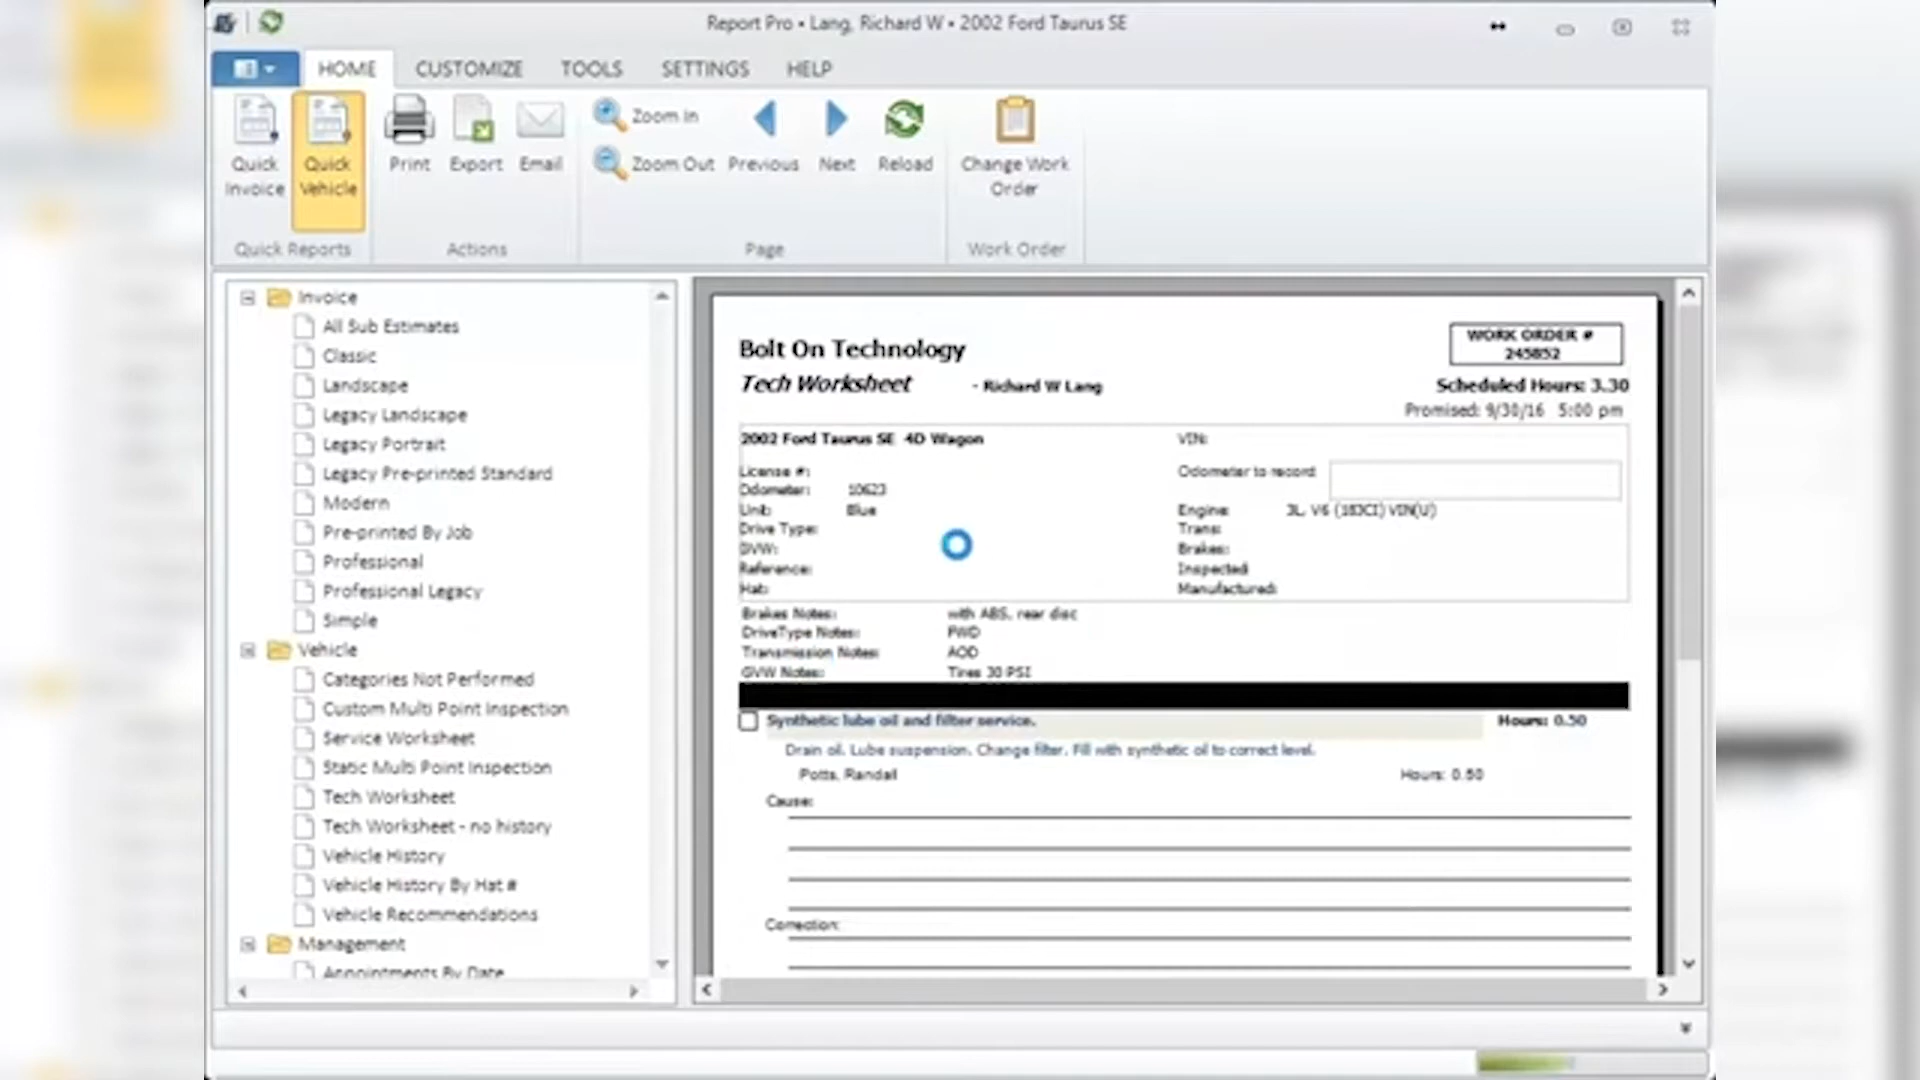 Report Pro • Lang, Richard W • 2002 Ford Taurus SE
HOME CUSTOMIZE TOOLS SETTINGS HELP
Quick Invoice
Quick Vehicle
Print
Export
Email
Zoom In
Zoom Out
Previous
Next
Reload
Change Work Order
Quick Reports
Actions
Page
Work Order
Invoice
All Sub Estimates
Classic
Landscape
Legacy Landscape
Legacy Portrait
Legacy Pre-printed Standard
Modern
Pre-printed By Job
Professional
Professional Legacy
Simple
Vehicle
Categories Not Performed
Custom Multi Point Inspection
Service Worksheet
Static Multi Point Inspection
Tech Worksheet
Tech Worksheet - no history
Vehicle History
Vehicle History By Hat #
Vehicle Recommendations
Management
Appointments By Date
WORK ORDER #
245852
Bolt On Technology
Tech Worksheet - Richard W Lang
Scheduled Hours: 3.30
Promised: 9/30/16 5:00 pm
2002 Ford Taurus SE 4D Wagon
VIN:
License #:
Odometer to record
Odometer: 10623
Unit: Blue
Engine 3L, V6 (183CI) VIN(U)
Drive Type:
Trans:
GVW:
Brakes:
Reference:
Inspected
Hat:
Manufactured:
Brakes Notes: with ABS, rear disc
DriveType Notes: FWD
Transmission Notes: AOD
GVW Notes: Tires 30 PSI
Synthetic lube oil and filter service. Hours: 0.50
Drain oil. Lube suspension. Change filter. Fill with synthetic oil to correct level.
Potts, Randall Hours: 0.50
Cause:
Correction: